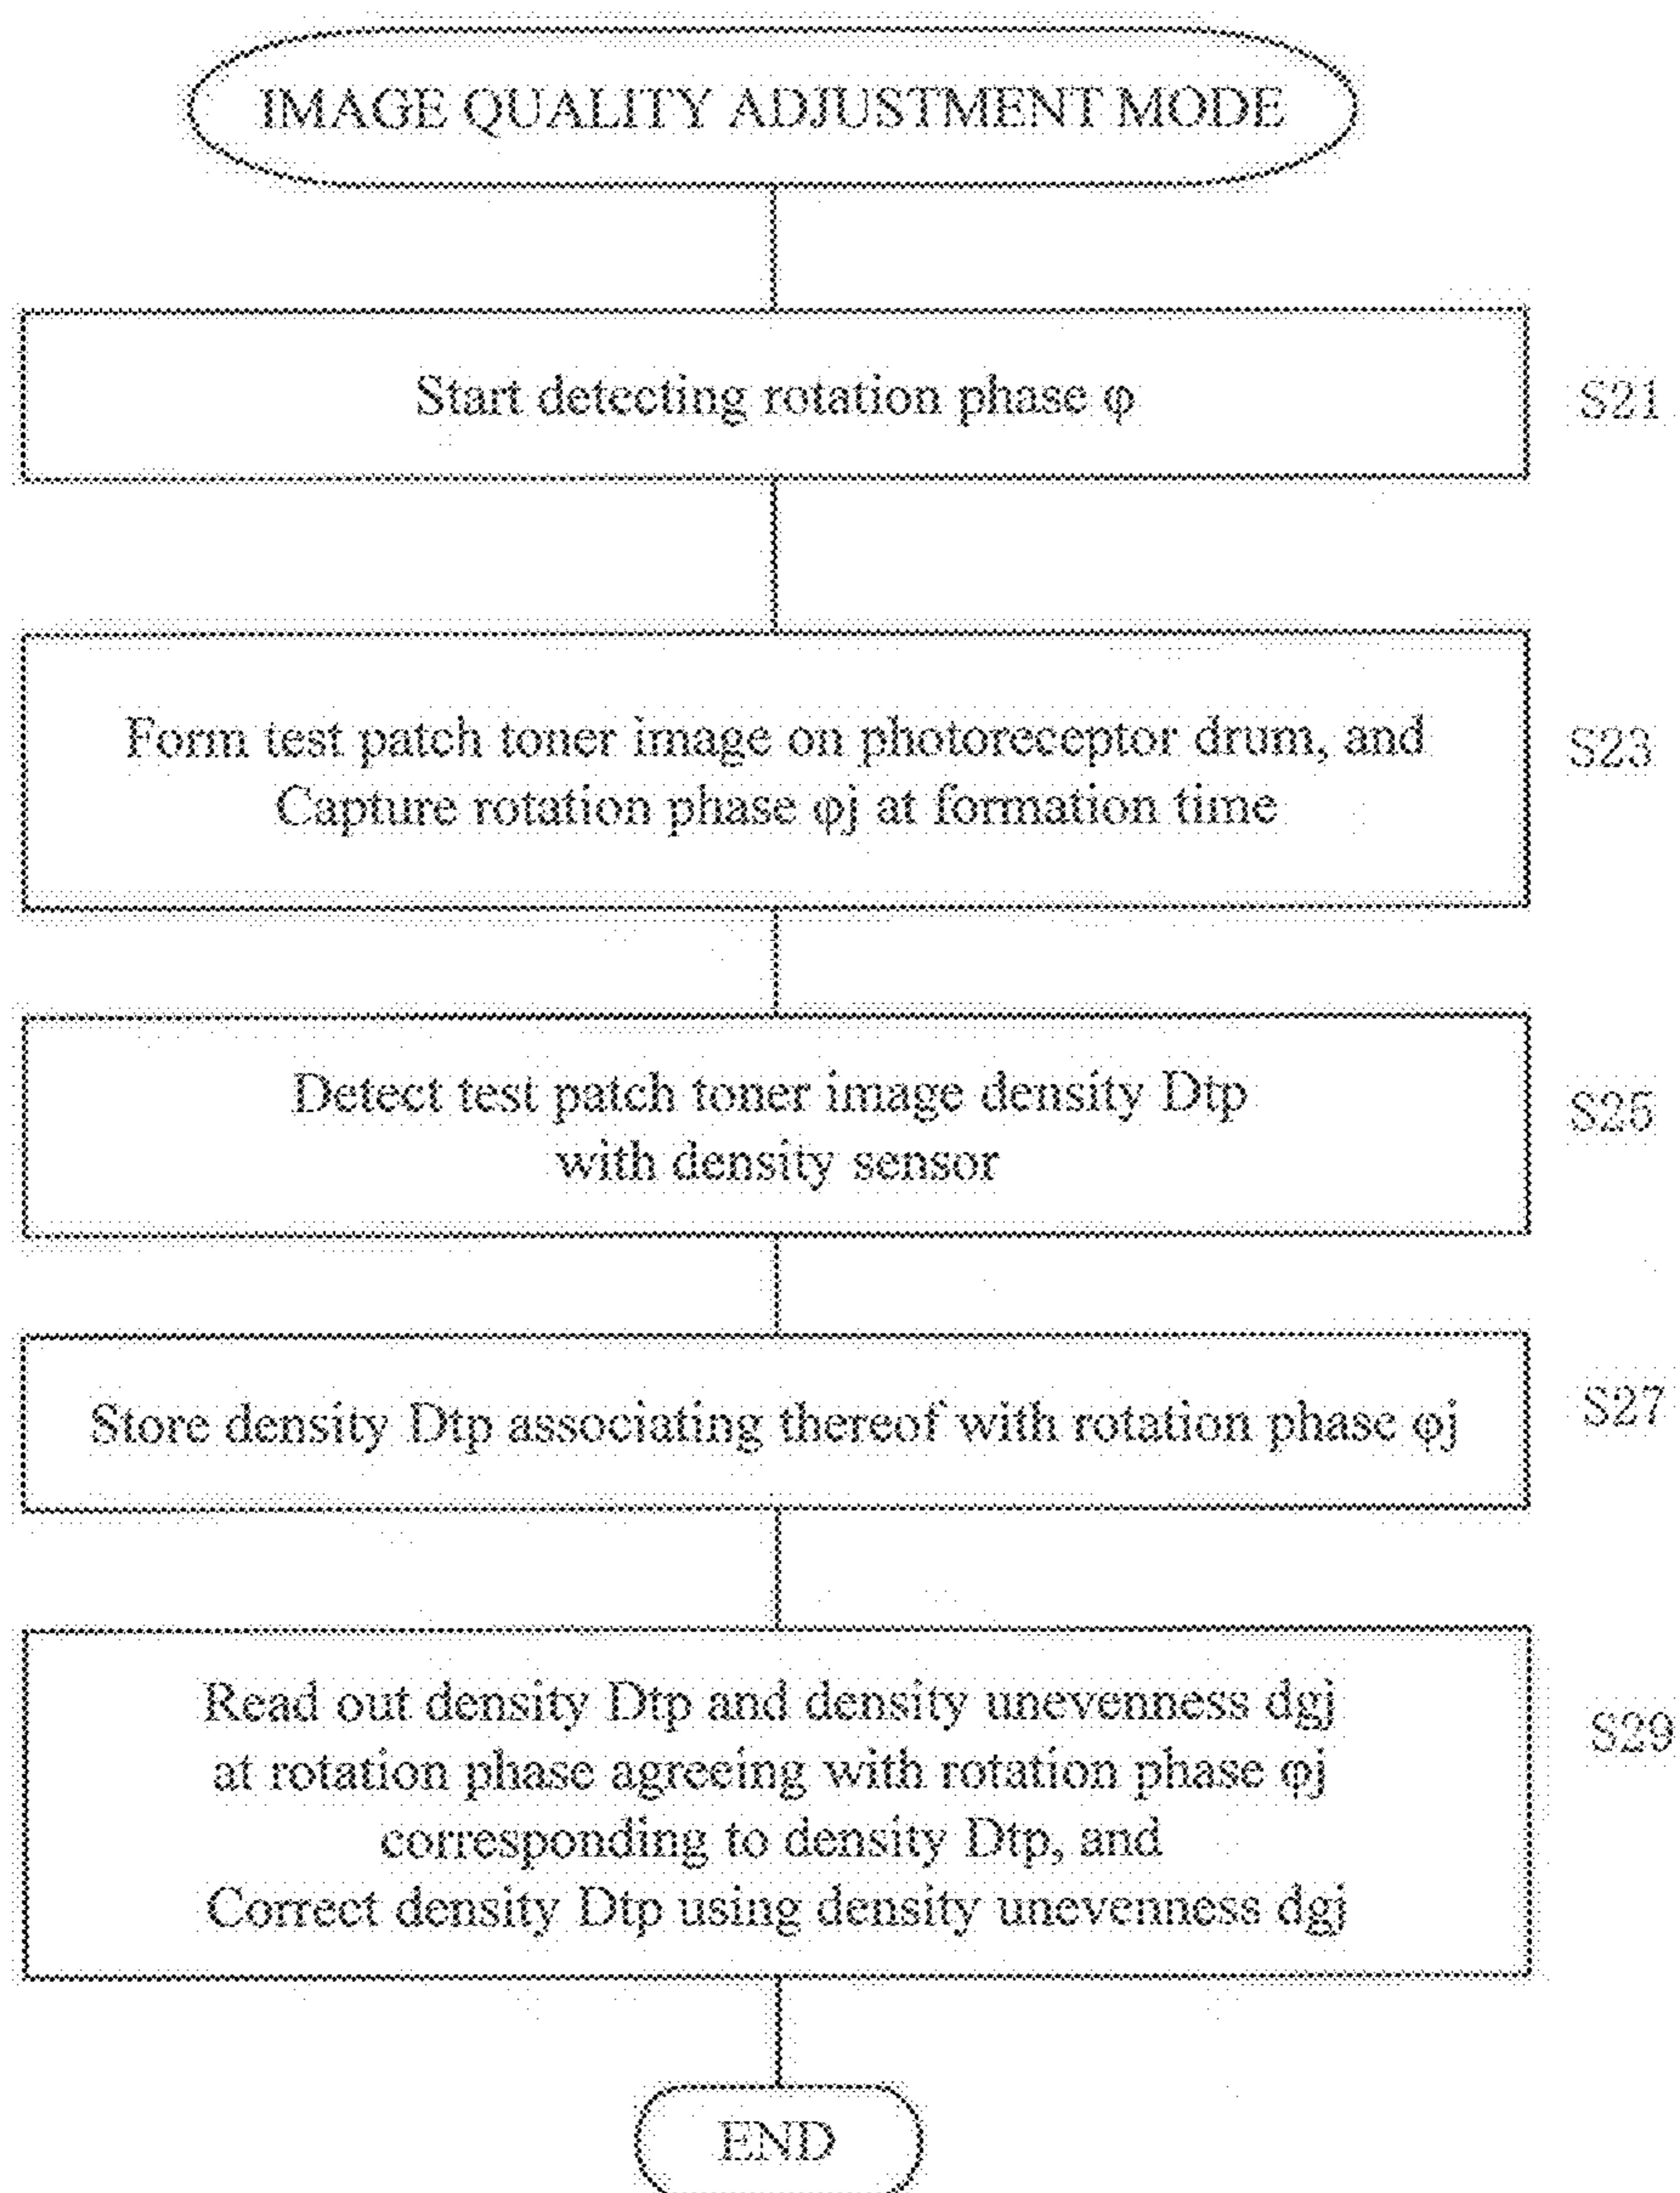 IMAGE QUALITY ADJUSTMENT MODE
Start detecting rotation phase φ
S21
Form test patch toner image on photoreceptor drum, and
Capture rotation phase φj at formation time
S23
Detect test patch toner image density Dtp
with density sensor
S25
Store density Dtp associating thereof with rotation phase φj
S27
Read out density Dtp and density unevenness dgj
at rotation phase agreeing with rotation phase φj
corresponding to density Dtp, and
Correct density Dtp using density unevenness dgj
S29
END